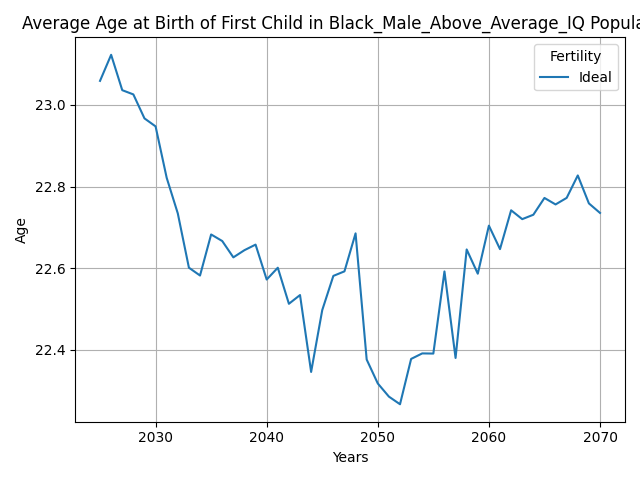 Average Age at Birth of First Child in Black_Male_Above_Average_IQ Popula
Fertility
Ideal
23.0
22.8
22.6
22.4
Age
2030 2040 2050 2060 2070
Years